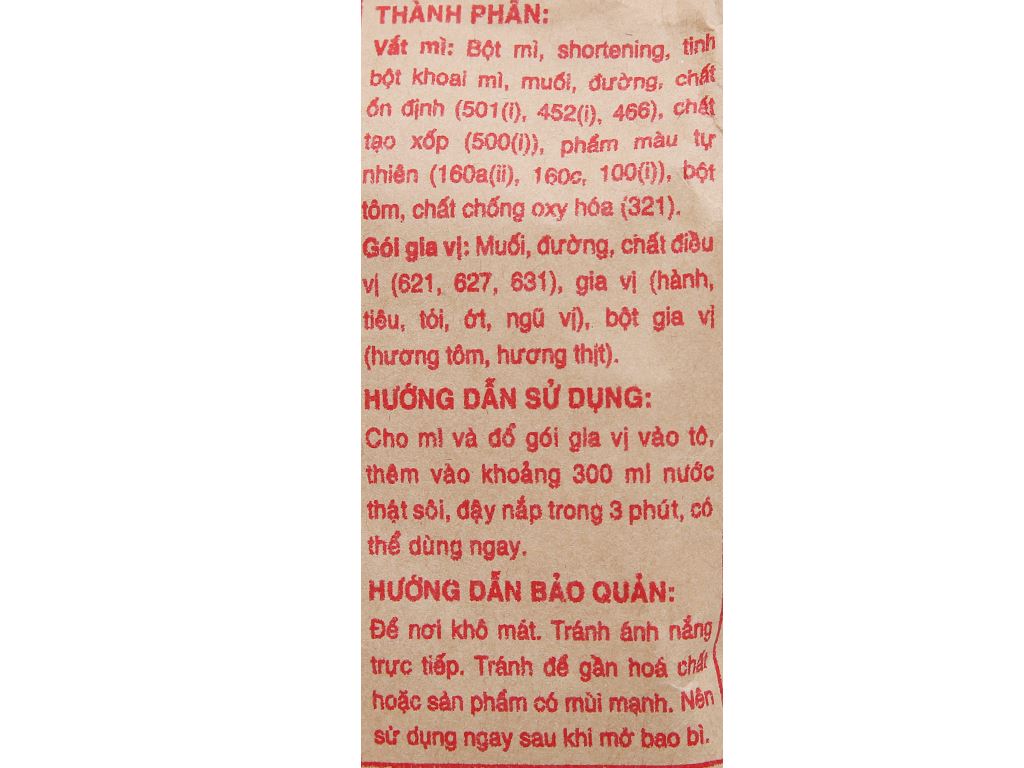 THÀNH PHẦN:
Vắt mì: Bột mì, shortening, tinh
bột khoai mì, muối, đường, chất
ổn định (501(i), 452(i), 466), chất
tạo xốp (500(i)), phẩm màu tự
nhiên (160a(ii), 160c, 100(i)), bột
tôm, chất chống oxy hóa (321).
Gói gia vị: Muối, đường, chất điều
vị (621, 627, 631), gia vị (hành,
tiêu, tỏi, ớt, ngũ vị), bột gia vị
(hương tôm, hương thịt).
HƯỚNG DẪN SỬ DỤNG:
Cho mì và đổ gói gia vị vào tô,
thêm vào khoảng 300 ml nước
thật sôi, đậy nắp trong 3 phút, có
thể dùng ngay.
HƯỚNG DẪN BẢO QUẢN:
Để nơi khô mát. Tránh ánh nắng
trực tiếp. Tránh để gần hoá chất
hoặc sản phẩm có mùi mạnh. Nên
sử dụng ngay sau khi mở bao bì.